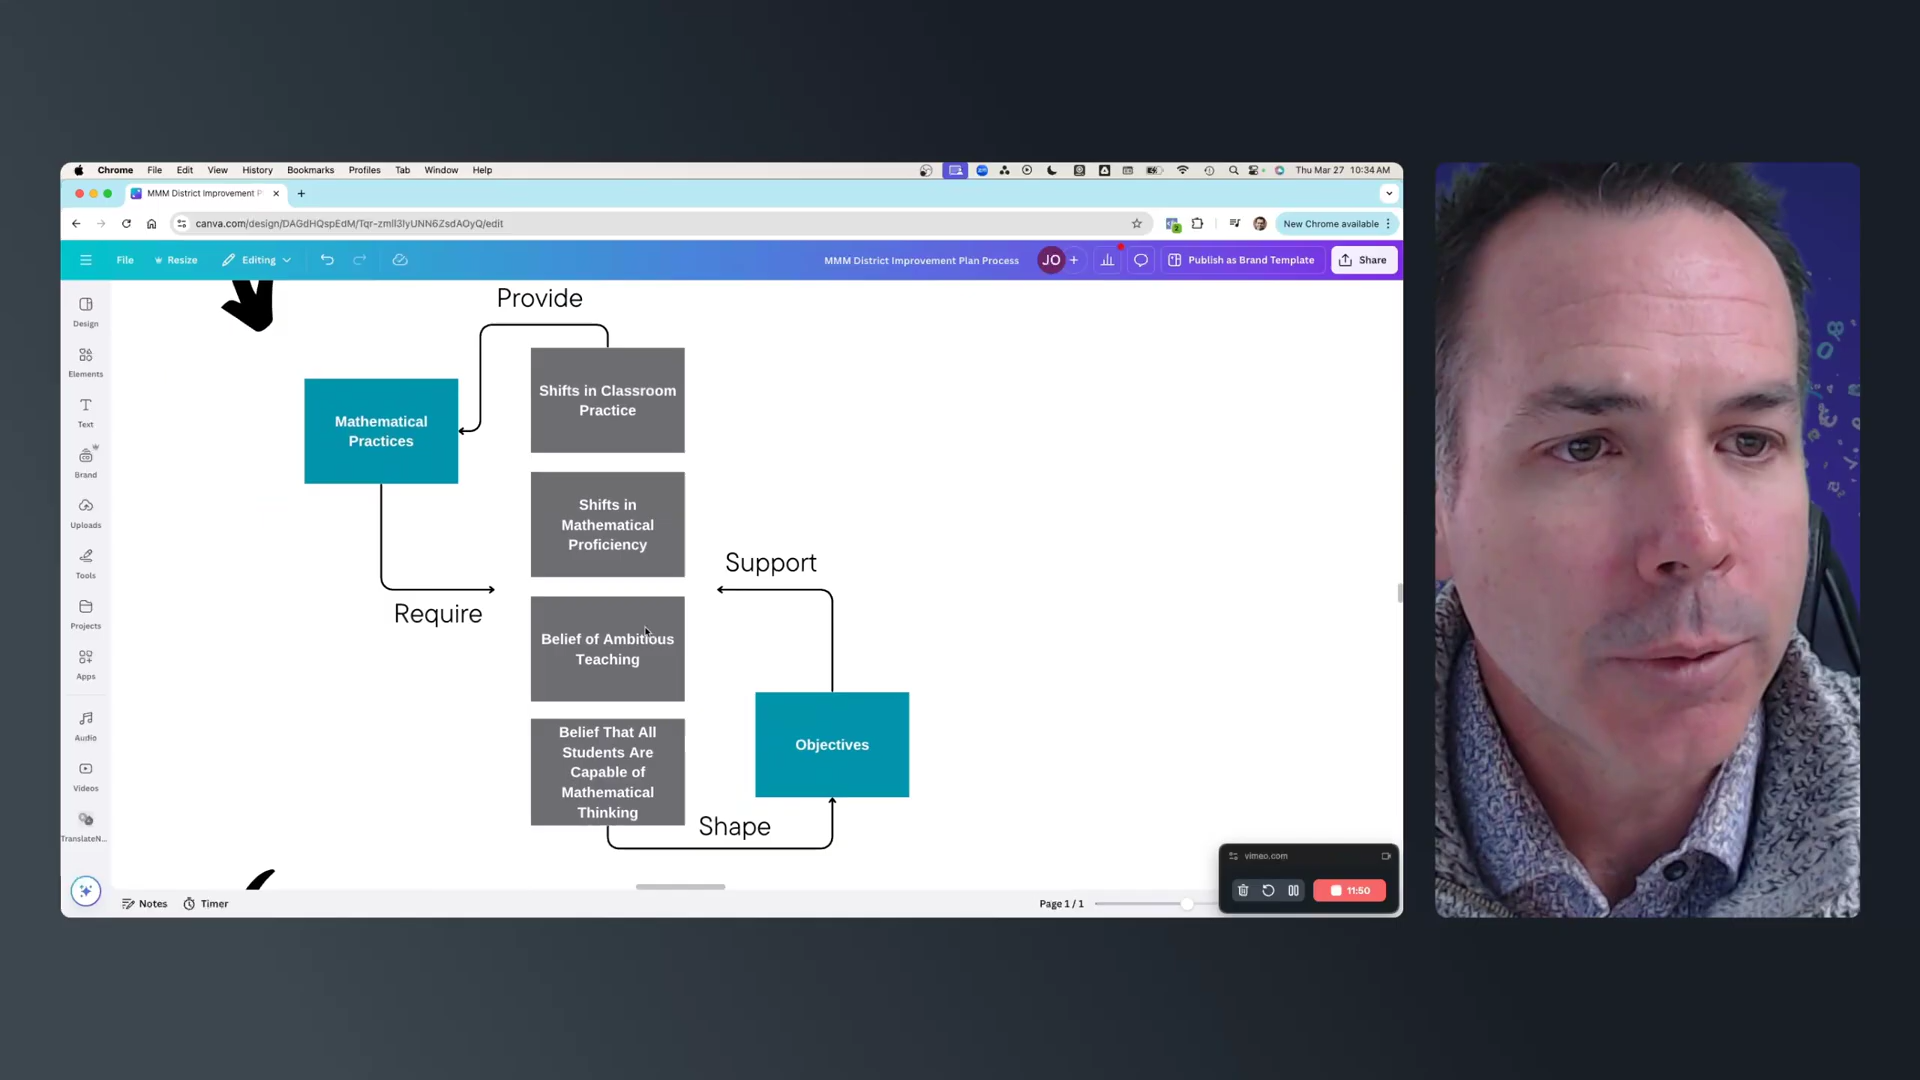 Chrome File Edit View History Bookmarks Profiles Tab Window Help
Thu Mar 27 10:34 AM
MMM District Improvement P
canva.com/design/DAGdHQspEdM/Tqr-zmll3lyUNN6ZsdAOyQ/edit
New Chrome available
File Resize Editing
MMM District Improvement Plan Process
JO
Publish as Brand Template
Share
Design
Elements
Text
Brand
Uploads
Tools
Projects
Apps
Audio
Videos
TranslateN...
Provide
Shifts in Classroom
Practice
Mathematical
Practices
Shifts in
Mathematical
Proficiency
Support
Require
Belief of Ambitious
Teaching
Belief That All
Students Are
Capable of
Mathematical
Thinking
Objectives
Shape
vimeo.com
11:50
Notes Timer
Page 1 / 1